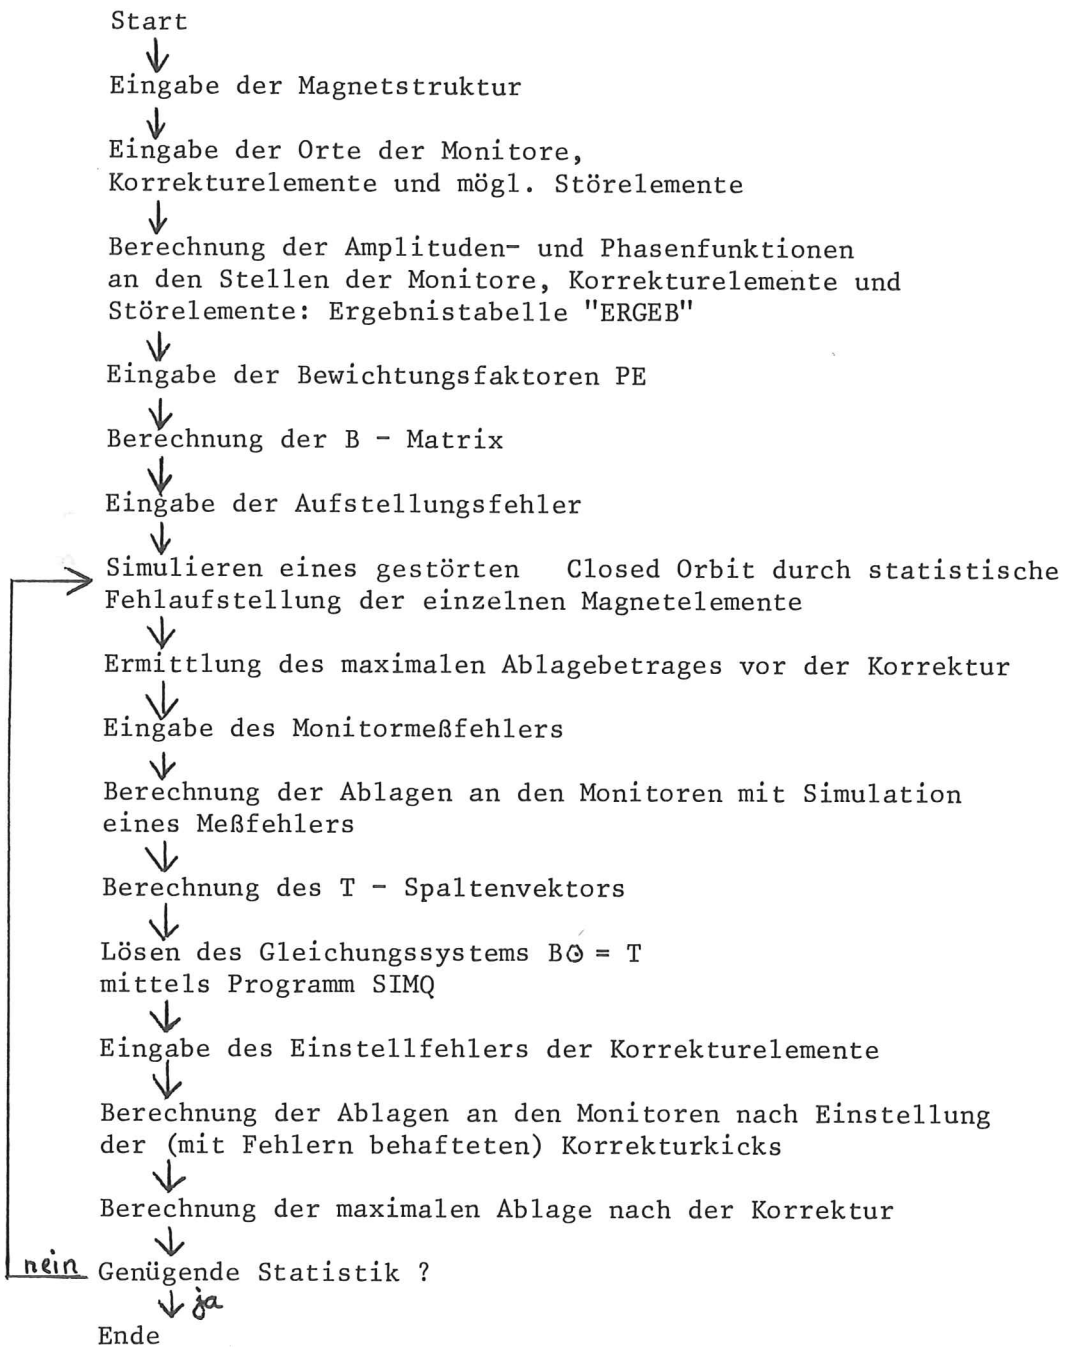 Start
Eingabe der Magnetstruktur
Eingabe der Orte der Monitore,
Korrekturelemente und mögl. Störelemente
Berechnung der Amplituden- und Phasenfunktionen
an den Stellen der Monitore, Korrekturelemente und
Störelemente: Ergebnistabelle "ERGEB"
Eingabe der Bewichtungsfaktoren PE
Berechnung der B - Matrix
Eingabe der Aufstellungsfehler
Simulieren eines gestörten Closed Orbit durch statistische
Fehlaufstellung der einzelnen Magnetelemente
Ermittlung des maximalen Ablagebetrages vor der Korrektur
Eingabe des Monitormeßfehlers
Berechnung der Ablagen an den Monitoren mit Simulation
eines Meßfehlers
Berechnung des T - Spaltenvektors
Lösen des Gleichungssystems BΘ = T
mittels Programm SIMQ
Eingabe des Einstellfehlers der Korrekturelemente
Berechnung der Ablagen an den Monitoren nach Einstellung
der (mit Fehlern behafteten) Korrekturkicks
Berechnung der maximalen Ablage nach der Korrektur
nein Genügende Statistik ?
ja
Ende